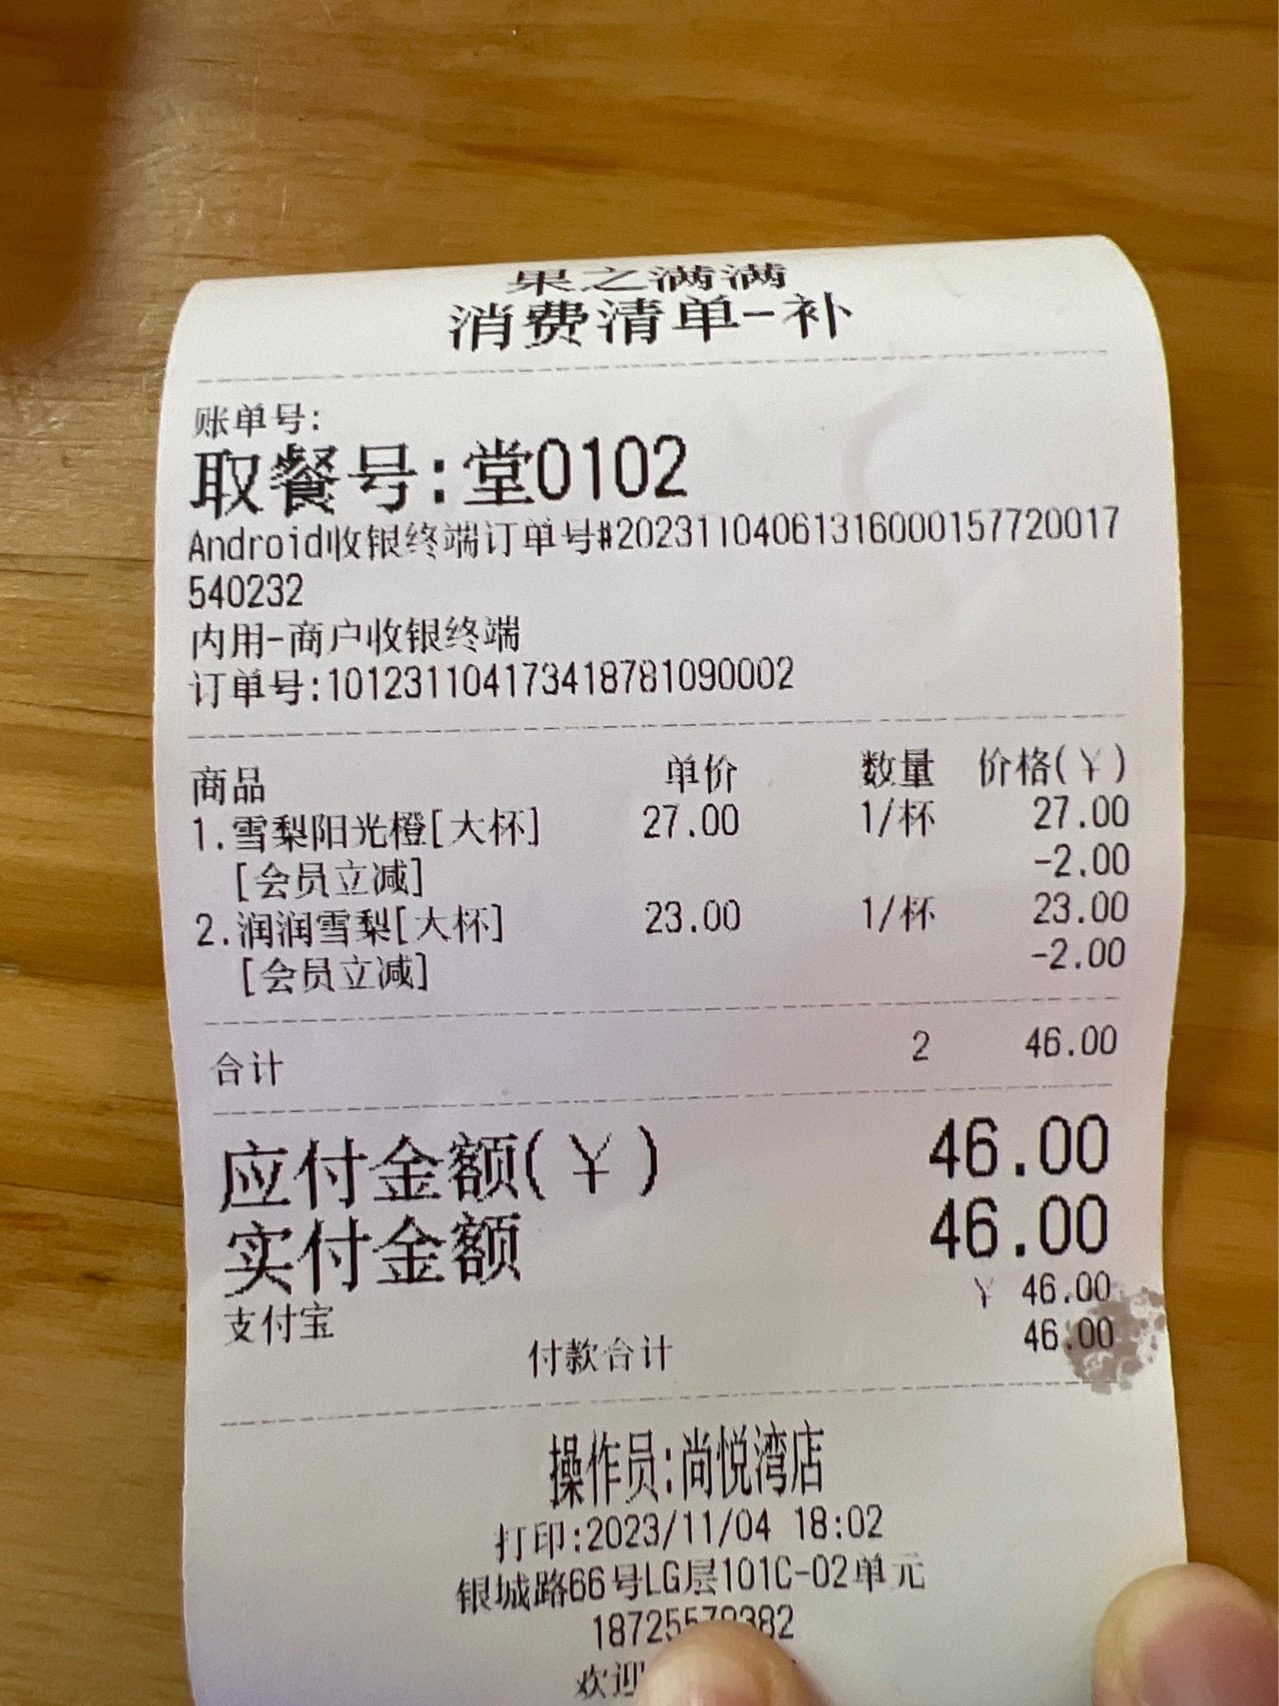 果之满满
消费清单-补
账单号:
取餐号:堂0102
Android收银终端订单号#20231104061316000157720017
540232
内用-商户收银终端
订单号:101231104173418781090002
商品 单价 数量 价格(¥)
1.雪梨阳光橙[大杯] 27.00 1/杯 27.00
[会员立减] -2.00
2.润润雪梨[大杯] 23.00 1/杯 23.00
[会员立减] -2.00
合计 2 46.00
应付金额(¥) 46.00
实付金额 46.00
支付宝 ¥ 46.00
付款合计 46.00
操作员:尚悦湾店
打印:2023/11/04 18:02
银城路66号LG层101C-02单元
欢迎